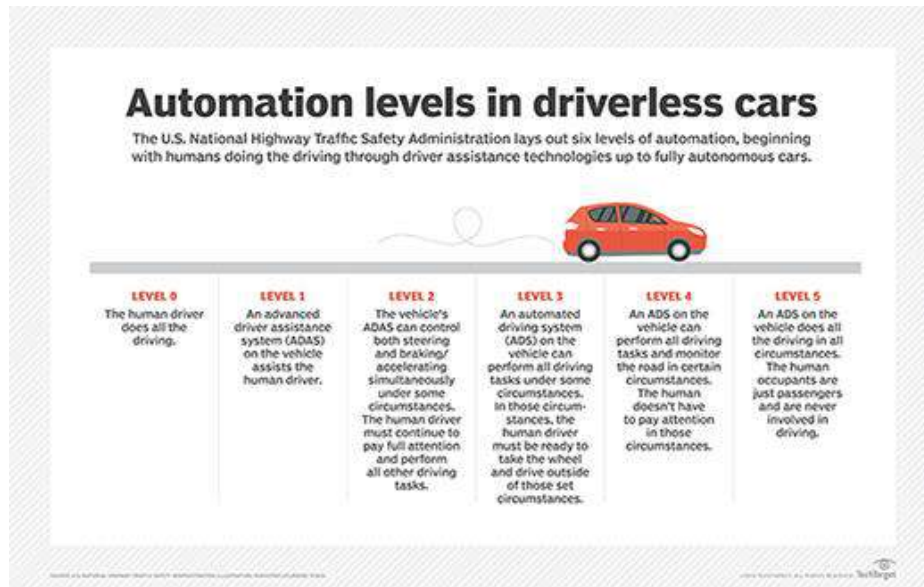 Automation levels in driverless cars
The U.S. National Highway Traffic Safety Administration lays out six levels of automation, beginning
with humans doing the driving through driver assistance technologies up to fully autonomous cars.
LEVEL 0
The human driver
does all the
driving.
LEVEL 1
An advanced
driver assistance
system (ADAS)
on the vehicle
assists the
human driver.
LEVEL 2
The vehicle's
ADAS can control
both steering
and braking/
accelerating
simultaneously
under some
circumstances.
The human driver
must continue to
pay full attention
and perform
all other driving
tasks.
LEVEL 3
An automated
driving system
(ADS) on the
vehicle can
perform all driving
tasks under some
circumstances.
In those circum-
stances, the
human driver
must be ready to
take the wheel
and drive outside
of those set
circumstances.
LEVEL 4
An ADS on the
vehicle can
perform all driving
tasks and monitor
the road in certain
circumstances.
The human
doesn't have
to pay attention
in those
circumstances.
LEVEL 5
An ADS on the
vehicle does all
the driving in all
circumstances.
The human
occupants are
just passengers
and are never
involved in
driving.
TechTarget